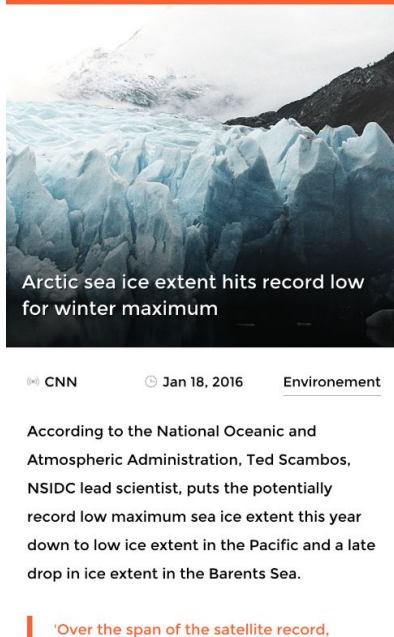 Arctic sea ice extent hits record low
for winter maximum
CNN
Jan 18, 2016
Environement
According to the National Oceanic and
Atmospheric Administration, Ted Scambos,
NSIDC lead scientist, puts the potentially
record low maximum sea ice extent this year
down to low ice extent in the Pacific and a late
drop in ice extent in the Barents Sea.
'Over the span of the satellite record,